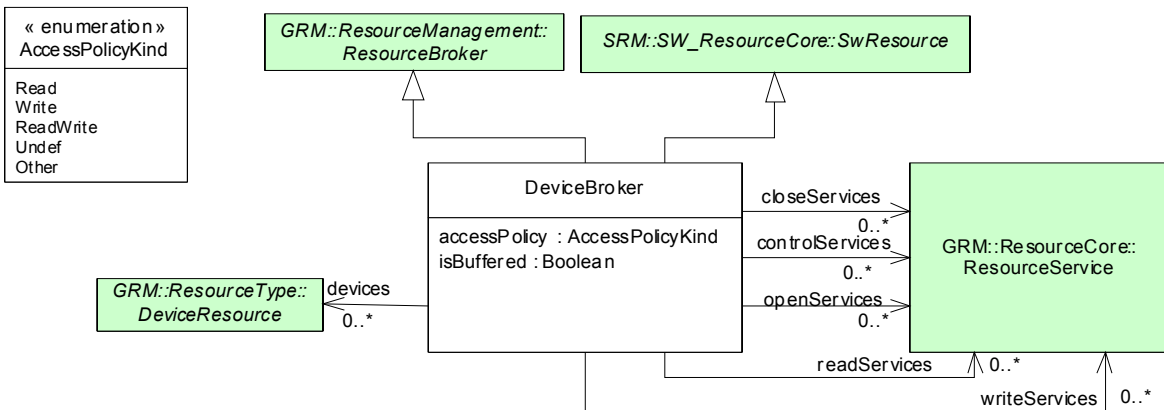 « enumeration »
AccessPolicyKind
Read
Write
ReadWrite
Undef
Other
GRM::ResourceManagement::
ResourceBroker
SRM::SW_ResourceCore::SwResource
DeviceBroker
accessPolicy : AccessPolicyKind
isBuffered : Boolean
closeServices
0..*
controlServices
0..*
openServices
0..*
GRM::ResourceCore::
ResourceService
GRM::ResourceType::
DeviceResource
devices
0..*
readServices
0..*
writeServices
0..*